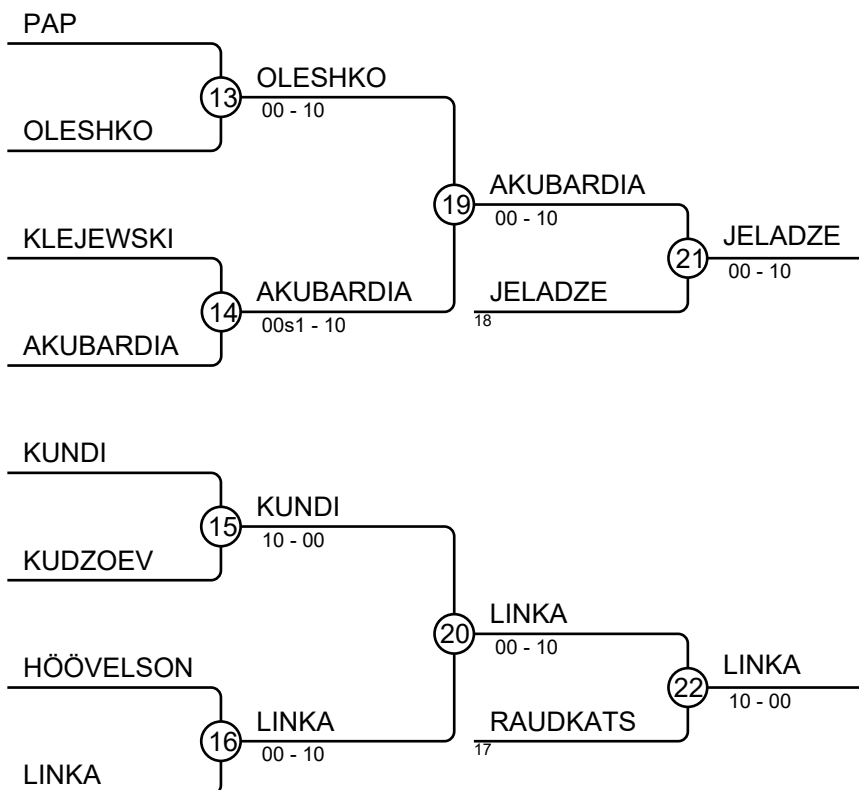 PAP
13
OLESHKO
00 - 10
OLESHKO
19
AKUBARDIA
00 - 10
KLEJEWSKI
14
AKUBARDIA
00s1 - 10
AKUBARDIA
21
JELADZE
00 - 10
JELADZE
18
KUNDI
15
KUNDI
10 - 00
KUDZOEV
20
LINKA
00 - 10
HÖÖVELSON
16
LINKA
00 - 10
LINKA
22
LINKA
10 - 00
RAUDKATS
17